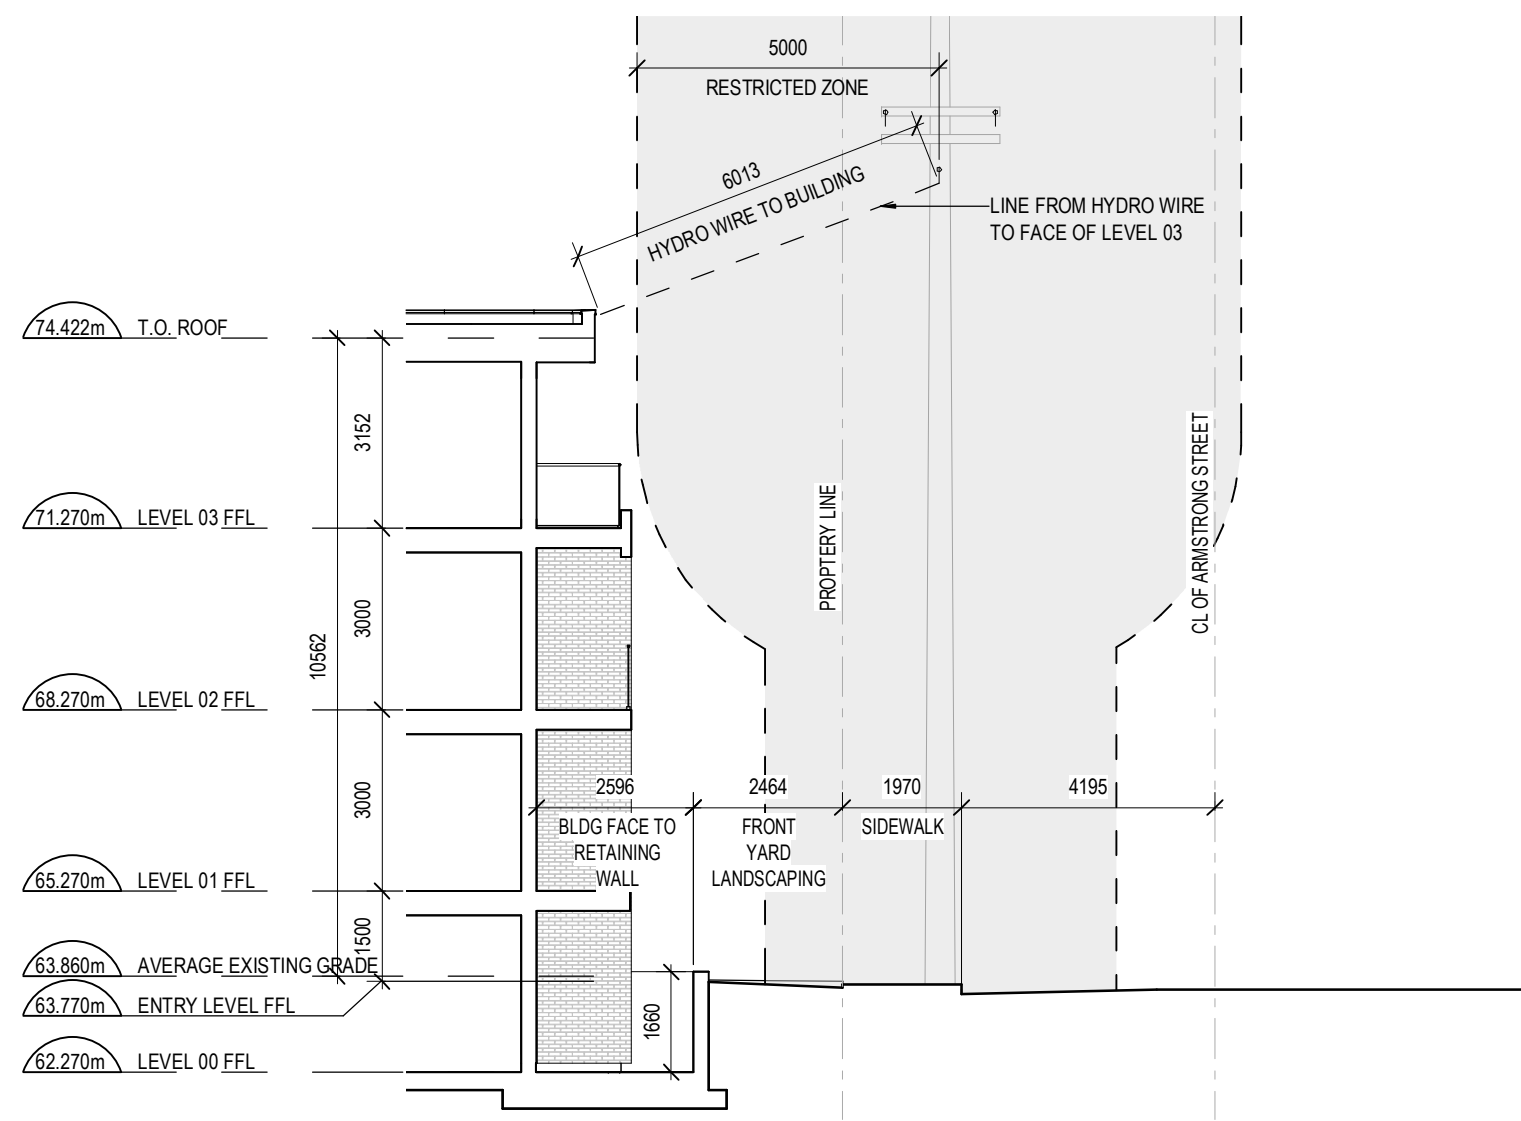 5000
RESTRICTED ZONE
6013
HYDRO WIRE TO BUILDING
LINE FROM HYDRO WIRE
TO FACE OF LEVEL 03
74.422m T.O. ROOF
3152
CL OF ARMSTRONG STREET
PROPTERY LINE
71.270m LEVEL 03 FFL
3000
10562
68.270m LEVEL 02 FFL
3000
2596
BLDG FACE TO
RETAINING
WALL
2464
FRONT
YARD
LANDSCAPING
1970
SIDEWALK
4195
65.270m LEVEL 01 FFL
1500
63.860m AVERAGE EXISTING GRADE
63.770m ENTRY LEVEL FFL
1660
62.270m LEVEL 00 FFL